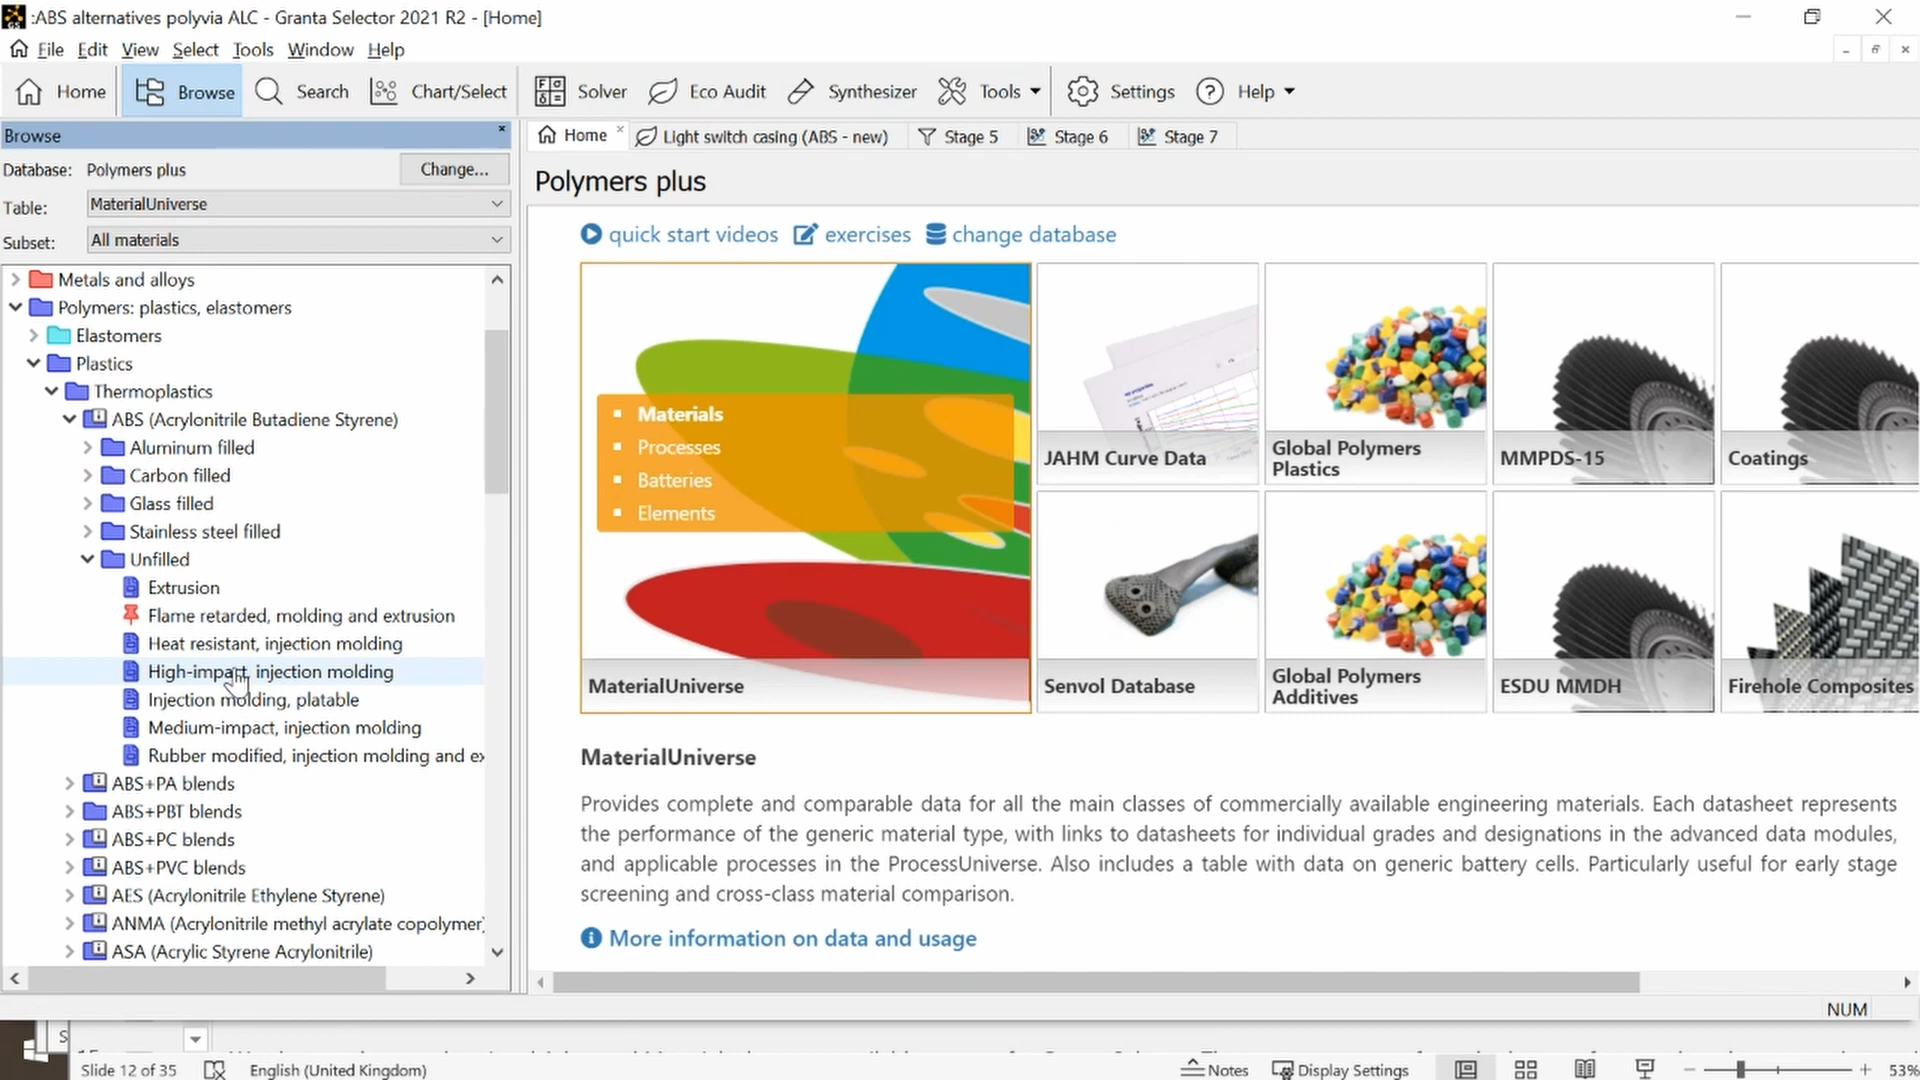 :ABS alternatives polyvia ALC - Granta Selector 2021 R2 - [Home]
File Edit View Select Tools Window Help
Home Browse Search Chart/Select Solver Eco Audit Synthesizer Tools Settings Help
Browse
Database: Polymers plus Change...
Table: MaterialUniverse
Subset: All materials
Metals and alloys
Polymers: plastics, elastomers
Elastomers
Plastics
Thermoplastics
ABS (Acrylonitrile Butadiene Styrene)
Aluminum filled
Carbon filled
Glass filled
Stainless steel filled
Unfilled
Extrusion
Flame retarded, molding and extrusion
Heat resistant, injection molding
High-impact, injection molding
Injection molding, platable
Medium-impact, injection molding
Rubber modified, injection molding and ex
ABS+PA blends
ABS+PBT blends
ABS+PC blends
ABS+PVC blends
AES (Acrylonitrile Ethylene Styrene)
ANMA (Acrylonitrile methyl acrylate copolymer)
ASA (Acrylic Styrene Acrylonitrile)
Home Light switch casing (ABS - new) Stage 5 Stage 6 Stage 7
Polymers plus
quick start videos exercises change database
Materials
Processes
Batteries
Elements
MaterialUniverse
JAHM Curve Data
Global Polymers
Plastics
MMPDS-15
Coatings
Senvol Database
Global Polymers
Additives
ESDU MMDH
Firehole Composites
MaterialUniverse
Provides complete and comparable data for all the main classes of commercially available engineering materials. Each datasheet represents
the performance of the generic material type, with links to datasheets for individual grades and designations in the advanced data modules,
and applicable processes in the ProcessUniverse. Also includes a table with data on generic battery cells. Particularly useful for early stage
screening and cross-class material comparison.
More information on data and usage
NUM
Slide 12 of 35 English (United Kingdom) Notes Display Settings 53%